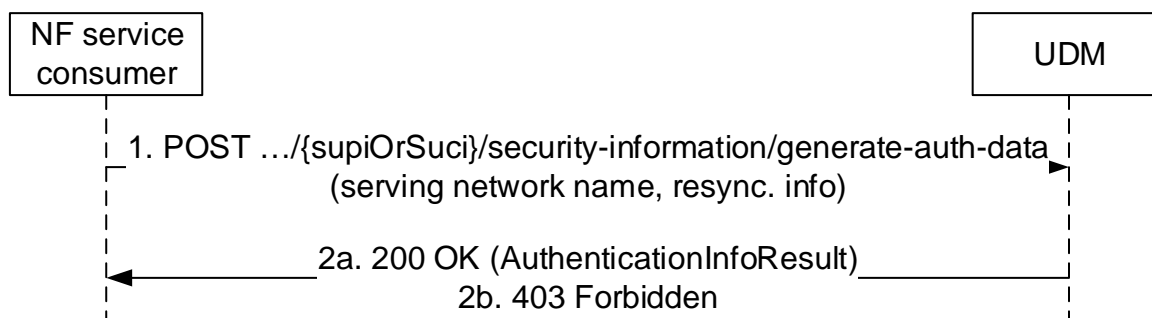 NF service
consumer
UDM
1. POST …/{supiOrSuci}/security-information/generate-auth-data
(serving network name, resync. info)
2a. 200 OK (AuthenticationInfoResult)
2b. 403 Forbidden